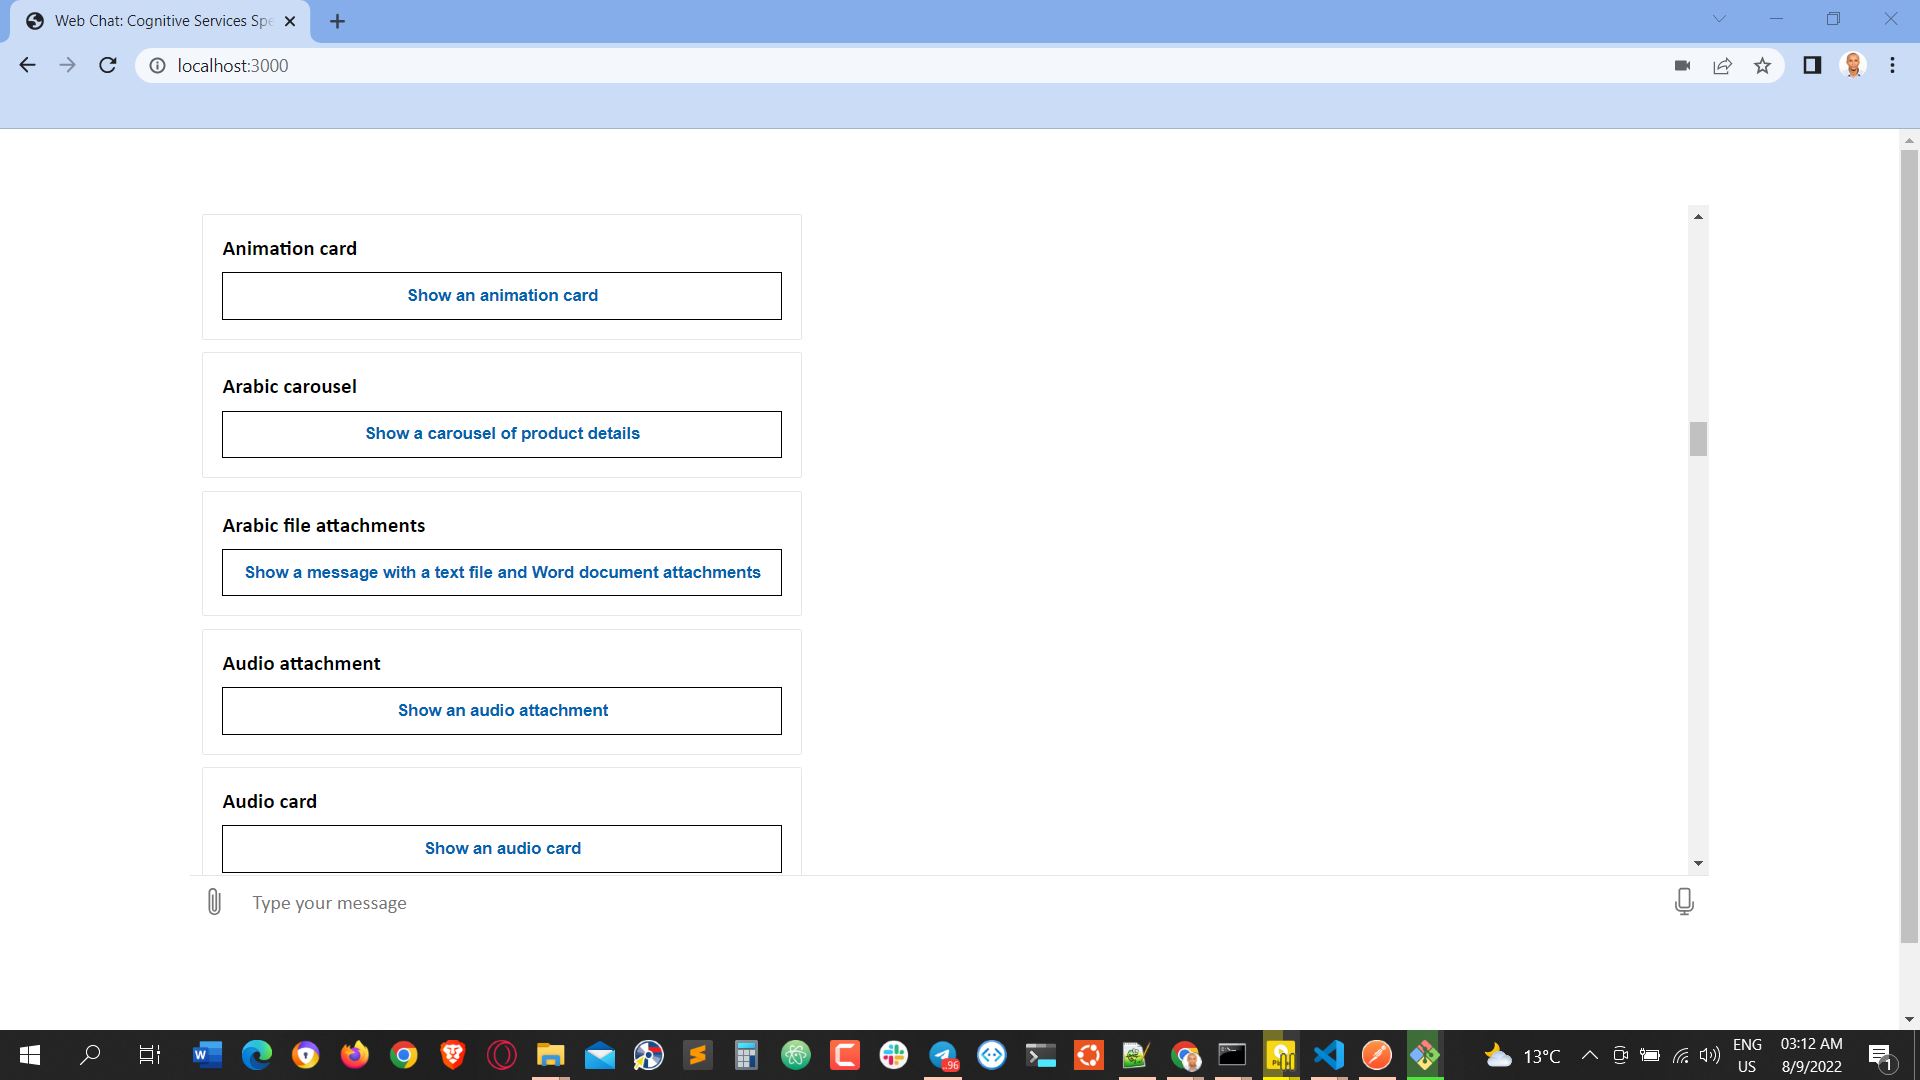 Web Chat: Cognitive Services Spe
localhost:3000
Animation card
Show an animation card
Arabic carousel
Show a carousel of product details
Arabic file attachments
Show a message with a text file and Word document attachments
Audio attachment
Show an audio attachment
Audio card
Show an audio card
Type your message
13°C
ENG
US
03:12 AM
8/9/2022
1